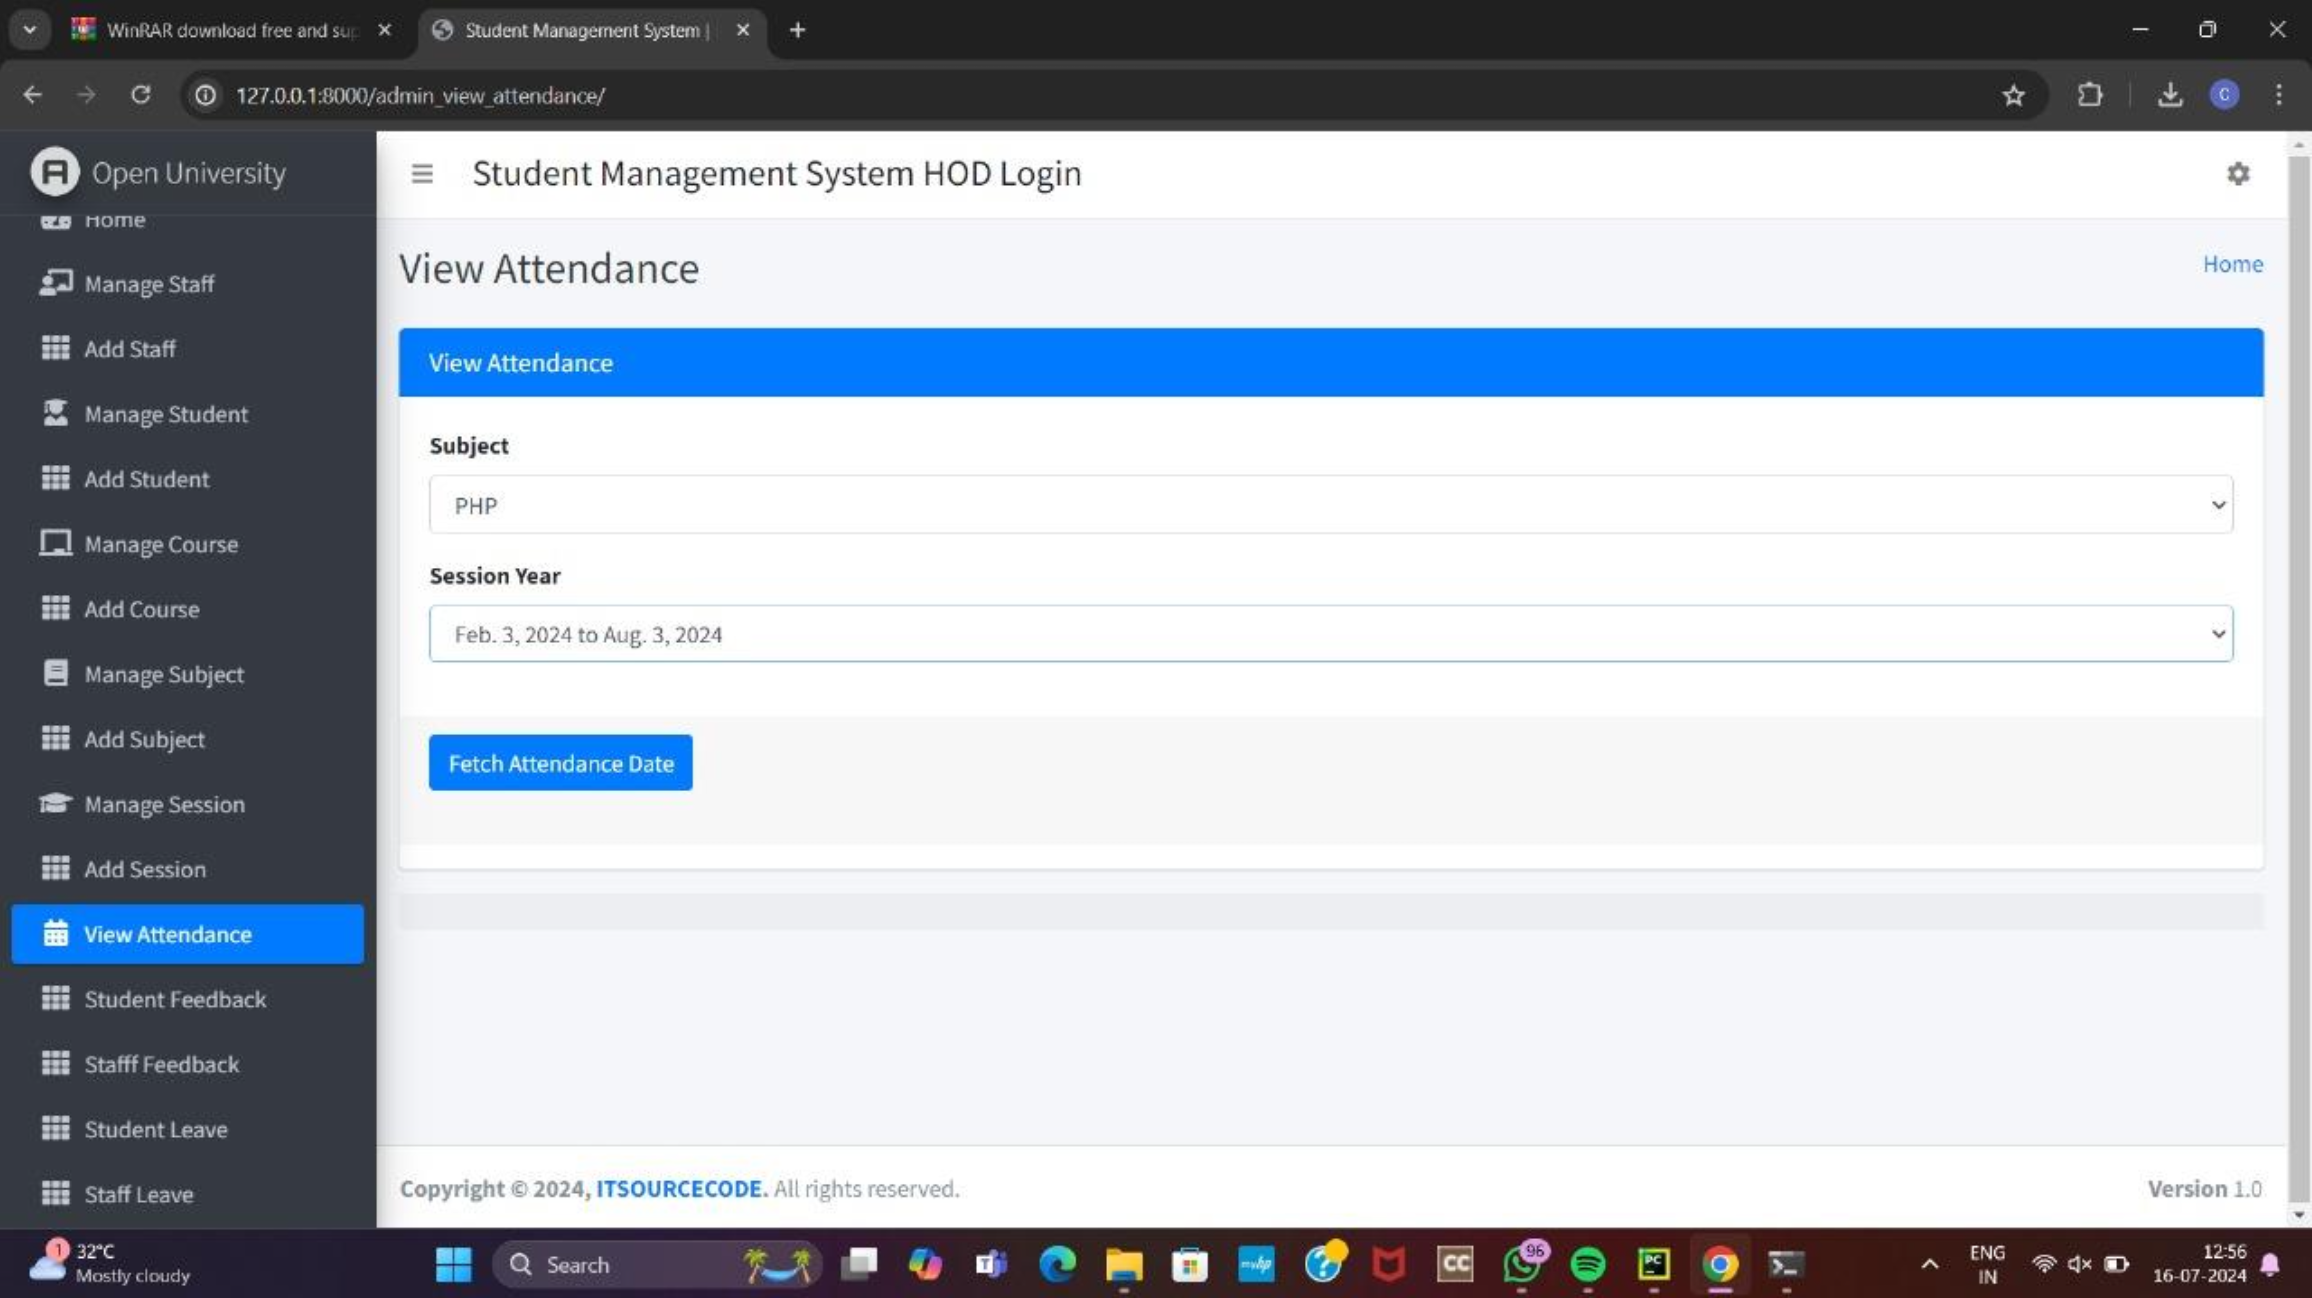 WinRAR download free and sup
Student Management System |
127.0.0.1:8000/admin_view_attendance/
Open University
Student Management System HOD Login
Home
Manage Staff
Add Staff
Manage Student
Add Student
Manage Course
Add Course
Manage Subject
Add Subject
Manage Session
Add Session
View Attendance
Student Feedback
Stafff Feedback
Student Leave
Staff Leave
View Attendance
Home
View Attendance
Subject
PHP
Session Year
Feb. 3, 2024 to Aug. 3, 2024
Fetch Attendance Date
Copyright © 2024, ITSOURCECODE. All rights reserved.
Version 1.0
1
32°C
Mostly cloudy
Search
myhp
CC
96
PC
ENG
IN
12:56
16-07-2024